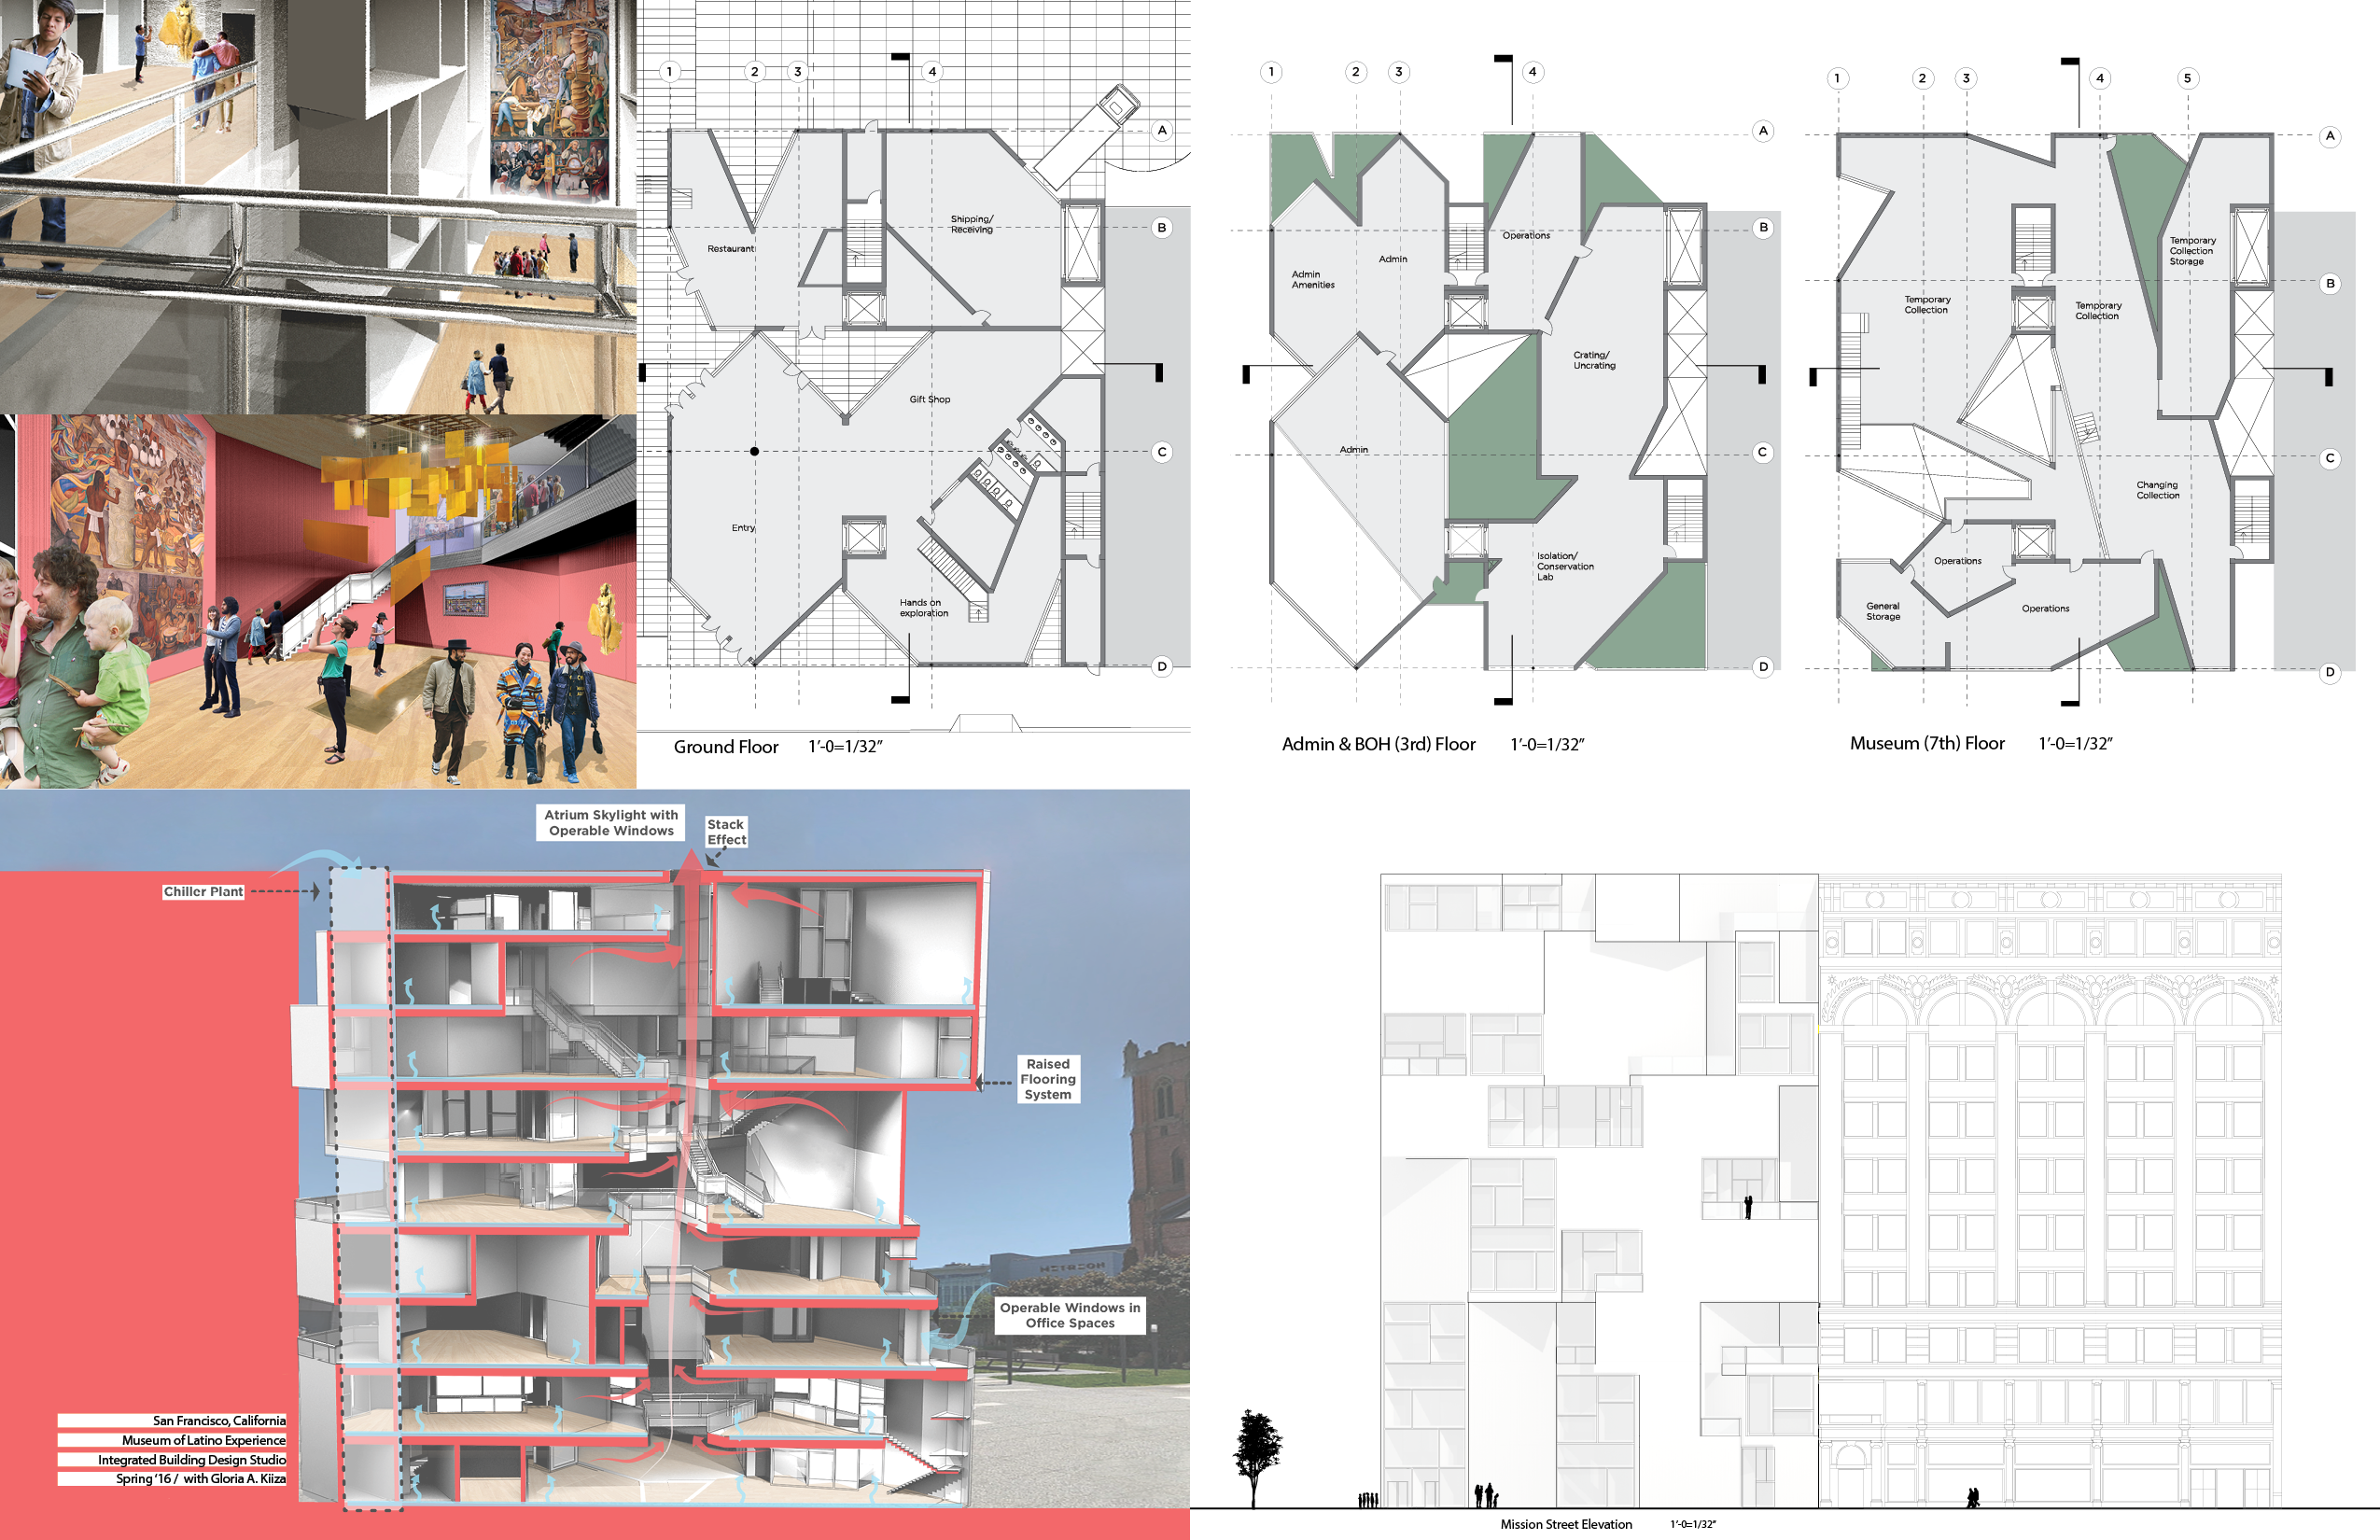 1
2
3
4
A
B
C
D
Restaurant
Shipping/
Receiving
Gift Shop
Entry
Hands on
exploration
Ground Floor 1'-0=1/32"
1
2
3
4
A
B
C
D
Admin
Amenities
Admin
Operations
Crating/
Uncrating
Admin
Isolation/
Conservation
Lab
Admin & BOH (3rd) Floor 1'-0=1/32"
1
2
3
4
5
A
B
C
D
Temporary
Collection
Storage
Temporary
Collection
Temporary
Collection
Changing
Collection
Operations
General
Storage
Operations
Museum (7th) Floor 1'-0=1/32"
Atrium Skylight with
Operable Windows
Stack
Effect
Chiller Plant
Raised
Flooring
System
METREON
Operable Windows in
Office Spaces
San Francisco, California
Museum of Latino Experience
Integrated Building Design Studio
Spring '16 / with Gloria A. Kiiza
Mission Street Elevation 1'-0=1/32"